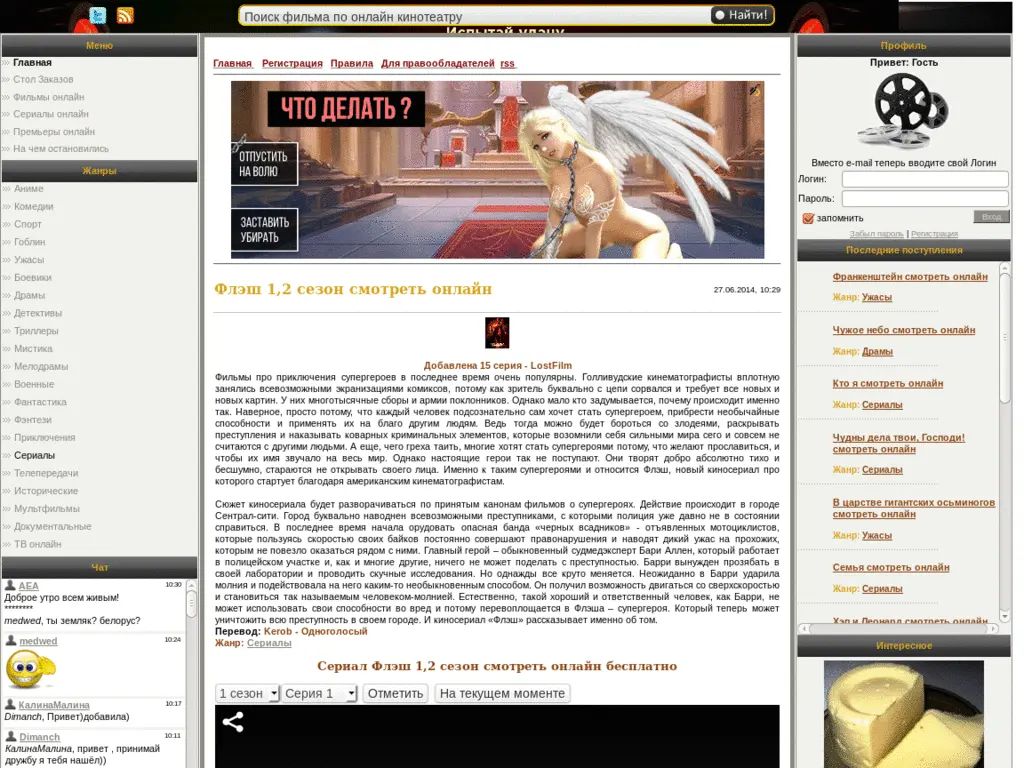 Поиск фильма по онлайн кинотеатру
Найти!
Испытай удачу
Меню
Главная
Стол Заказов
Фильмы онлайн
Сериалы онлайн
Премьеры онлайн
На чем остановились
Жанры
Аниме
Комедии
Спорт
Гоблин
Ужасы
Боевики
Драмы
Детективы
Триллеры
Мистика
Мелодрамы
Военные
Фантастика
Фэнтези
Приключения
Сериалы
Телепередачи
Исторические
Мультфильмы
Документальные
ТВ онлайн
Чат
AEA 10:30
Доброе утро всем живым!
********
medwed, ты земляк? белорус?
medwed 10:24
КалинаМалина 10:17
Dimanch, Привет)добавила)
Dimanch 10:11
КалинаМалина, привет , принимай
дружбу я тебя нашёл))
Главная Регистрация Правила Для правообладателей rss
ЧТО ДЕЛАТЬ ?
ОТПУСТИТЬ
НА ВОЛЮ
ЗАСТАВИТЬ
УБИРАТЬ
Флэш 1,2 сезон смотреть онлайн
27.06.2014, 10:29
Добавлена 15 серия - LostFilm
Фильмы про приключения супергероев в последнее время очень популярны. Голливудские кинематографисты вплотную
занялись всевозможными экранизациями комиксов, потому как зритель буквально с цепи сорвался и требует все новых и
новых картин. У них многотысячные сборы и армии поклонников. Однако мало кто задумывается, почему происходит именно
так. Наверное, просто потому, что каждый человек подсознательно сам хочет стать супергероем, прибрести необычайные
способности и применять их на благо другим людям. Ведь тогда можно будет бороться со злодеями, раскрывать
преступления и наказывать коварных криминальных элементов, которые возомнили себя сильными мира сего и совсем не
считаются с другими людьми. А еще, чего греха таить, многие хотят стать супергероями потому, что желают прославиться, и
чтобы их имя звучало на весь мир. Однако настоящие герои так не поступают. Они творят добро абсолютно тихо и
бесшумно, стараются не открывать своего лица. Именно к таким супергероями и относится Флэш, новый киносериал про
которого стартует благодаря американским кинематографистам.
Сюжет киносериала будет разворачиваться по принятым канонам фильмов о супергероях. Действие происходит в городе
Сентрал-сити. Город буквально наводнен всевозможными преступниками, с которыми полиция уже давно не в состоянии
справиться. В последнее время начала орудовать опасная банда «черных всадников» - отъявленных мотоциклистов,
которые пользуясь скоростью своих байков постоянно совершают правонарушения и наводят дикий ужас на прохожих,
которым не повезло оказаться рядом с ними. Главный герой – обыкновенный судмедэксперт Бари Аллен, который работает
в полицейском участке и, как и многие другие, ничего не может поделать с преступностью. Барри вынужден прозябать в
своей лаборатории и проводить скучные исследования. Но однажды все круто меняется. Неожиданно в Барри ударила
молния и подействовала на него каким-то необыкновенным способом. Он получил возможность двигаться со сверхскоростью
и становиться так называемым человеком-молнией. Естественно, такой хороший и ответственный человек, как Барри, не
может использовать свои способности во вред и потому перевоплощается в Флэша – супергероя. Который теперь может
уничтожить всю преступность в своем городе. И киносериал «Флэш» рассказывает именно об том.
Перевод: Kerob - Одноголосый
Жанр: Сериалы
Сериал Флэш 1,2 сезон смотреть онлайн бесплатно
1 сезон Серия 1 Отметить На текущем моменте
Профиль
Привет: Гость
Вместо e-mail теперь вводите свой Логин
Логин:
Пароль:
запомнить Вход
Забыл пароль | Регистрация
Последние поступления
Франкенштейн смотреть онлайн
Жанр: Ужасы
Чужое небо смотреть онлайн
Жанр: Драмы
Кто я смотреть онлайн
Жанр: Сериалы
Чудны дела твои, Господи!
смотреть онлайн
Жанр: Сериалы
В царстве гигантских осьминогов
смотреть онлайн
Жанр: Ужасы
Семья смотреть онлайн
Жанр: Сериалы
Хэп и Леонард смотреть онлайн
Интересное